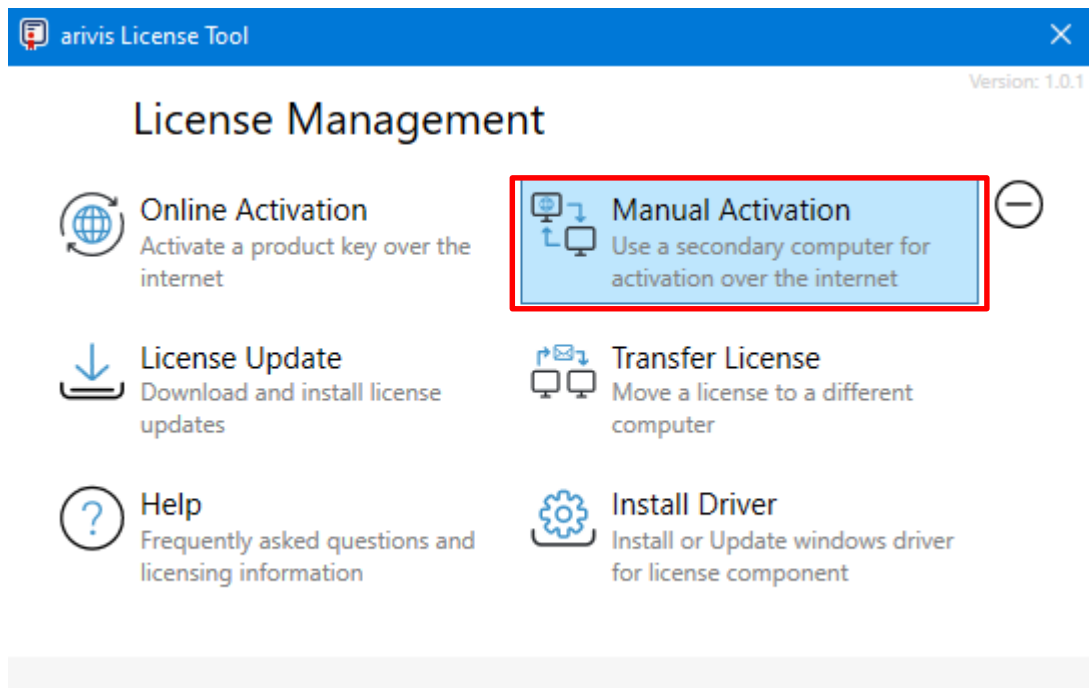 arivis License Tool
Version: 1.0.1
License Management
Online Activation
Activate a product key over the
internet
Manual Activation
Use a secondary computer for
activation over the internet
License Update
Download and install license
updates
Transfer License
Move a license to a different
computer
Help
Frequently asked questions and
licensing information
Install Driver
Install or Update windows driver
for license component